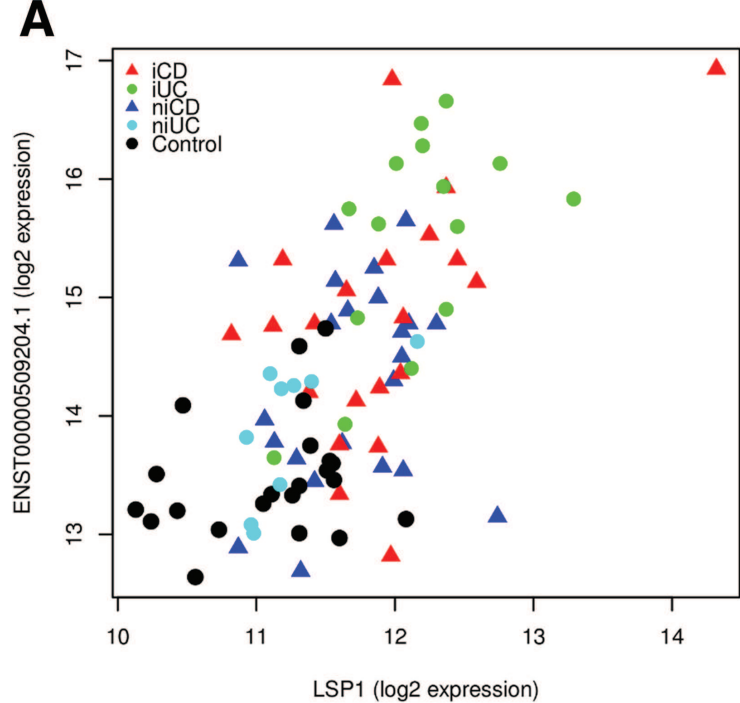 A
iCD
iUC
niCD
niUC
Control
17
16
15
14
13
ENST00000509204.1 (log2 expression)
10 11 12 13 14
LSP1 (log2 expression)